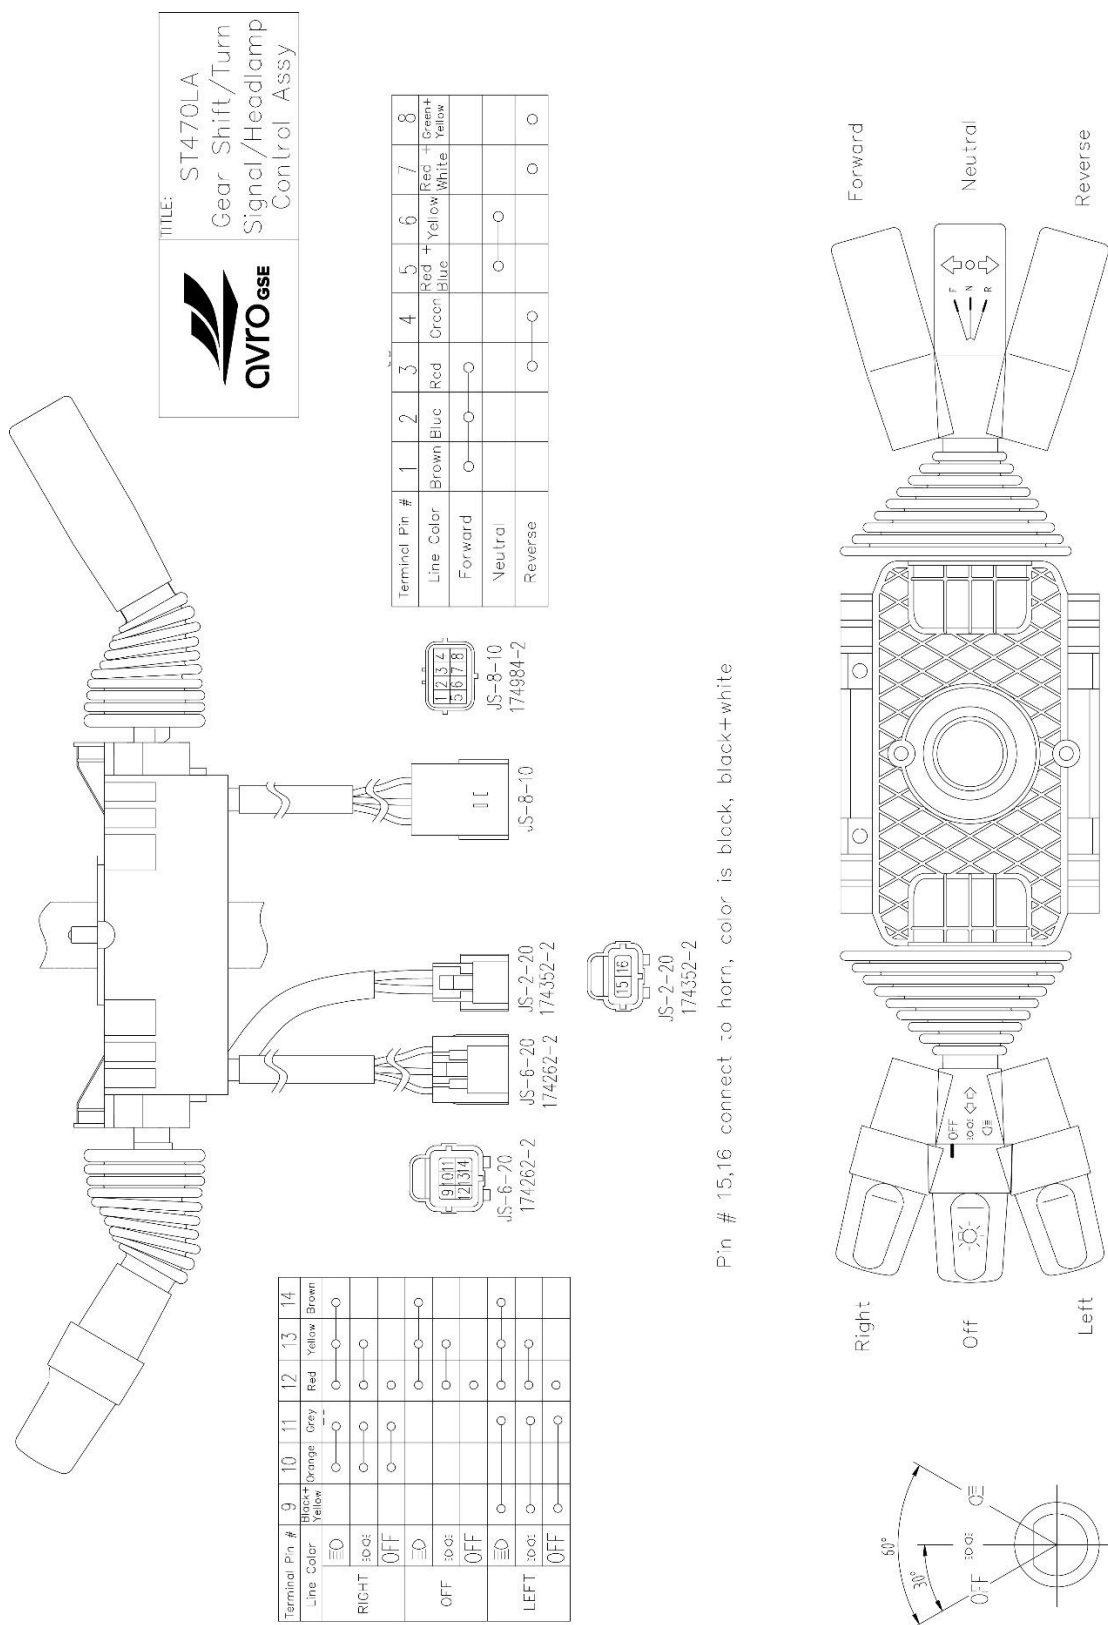 TITLE:
ST470LA
Gear Shift/Turn
Signal/Headlamp
Control Assy
avro GSE
Terminal Pin # 1 2 3 4 5 6 7 8
Line Color Brown Blue Red Green Red + Blue Yellow Red + White Green+ Yellow
Forward
Neutral
Reverse
1 2 3 4
5 6 7 8
JS-8-10
174984-2
JS-8-10
JS-2-20
174352-2
JS-6-20
174262-2
15 16
JS-2-20
174352-2
9 10 11
12 13 14
JS-6-20
174262-2
Terminal Pin # 9 10 11 12 13 14
Line Color Black+ Yellow Orange Grey Red Yellow Brown
RIGHT
OFF
OFF
OFF
LEFT
OFF
Pin # 15,16 connect to horn, color is black, black+white
Forward
Neutral
Reverse
F
N
R
OFF
Right
Off
Left
60°
30°
OFF